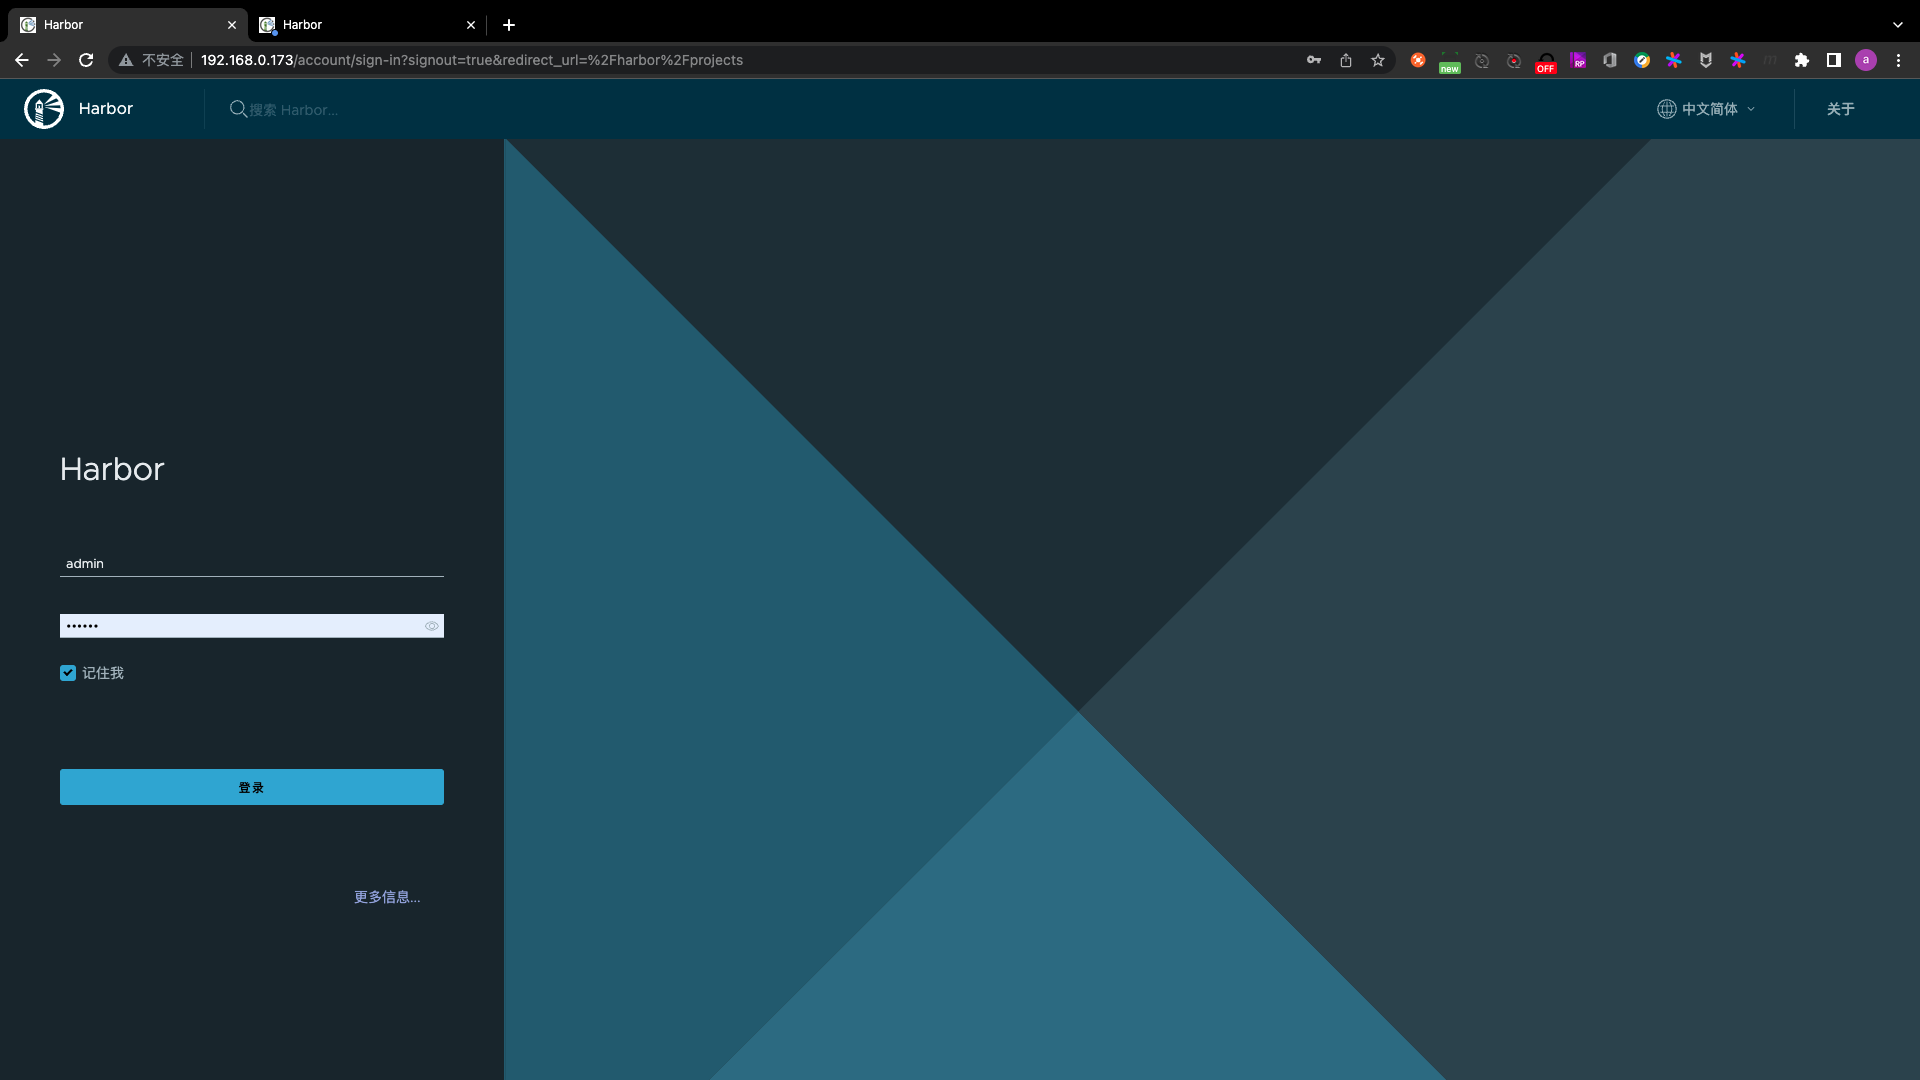 Harbor
Harbor
不安全
192.168.0.173/account/sign-in?signout=true&redirect_url=%2Fharbor%2Fprojects
new
OFF
RP
a
Harbor
搜索 Harbor...
中文简体
关于
Harbor
admin
••••••
记住我
登录
更多信息...